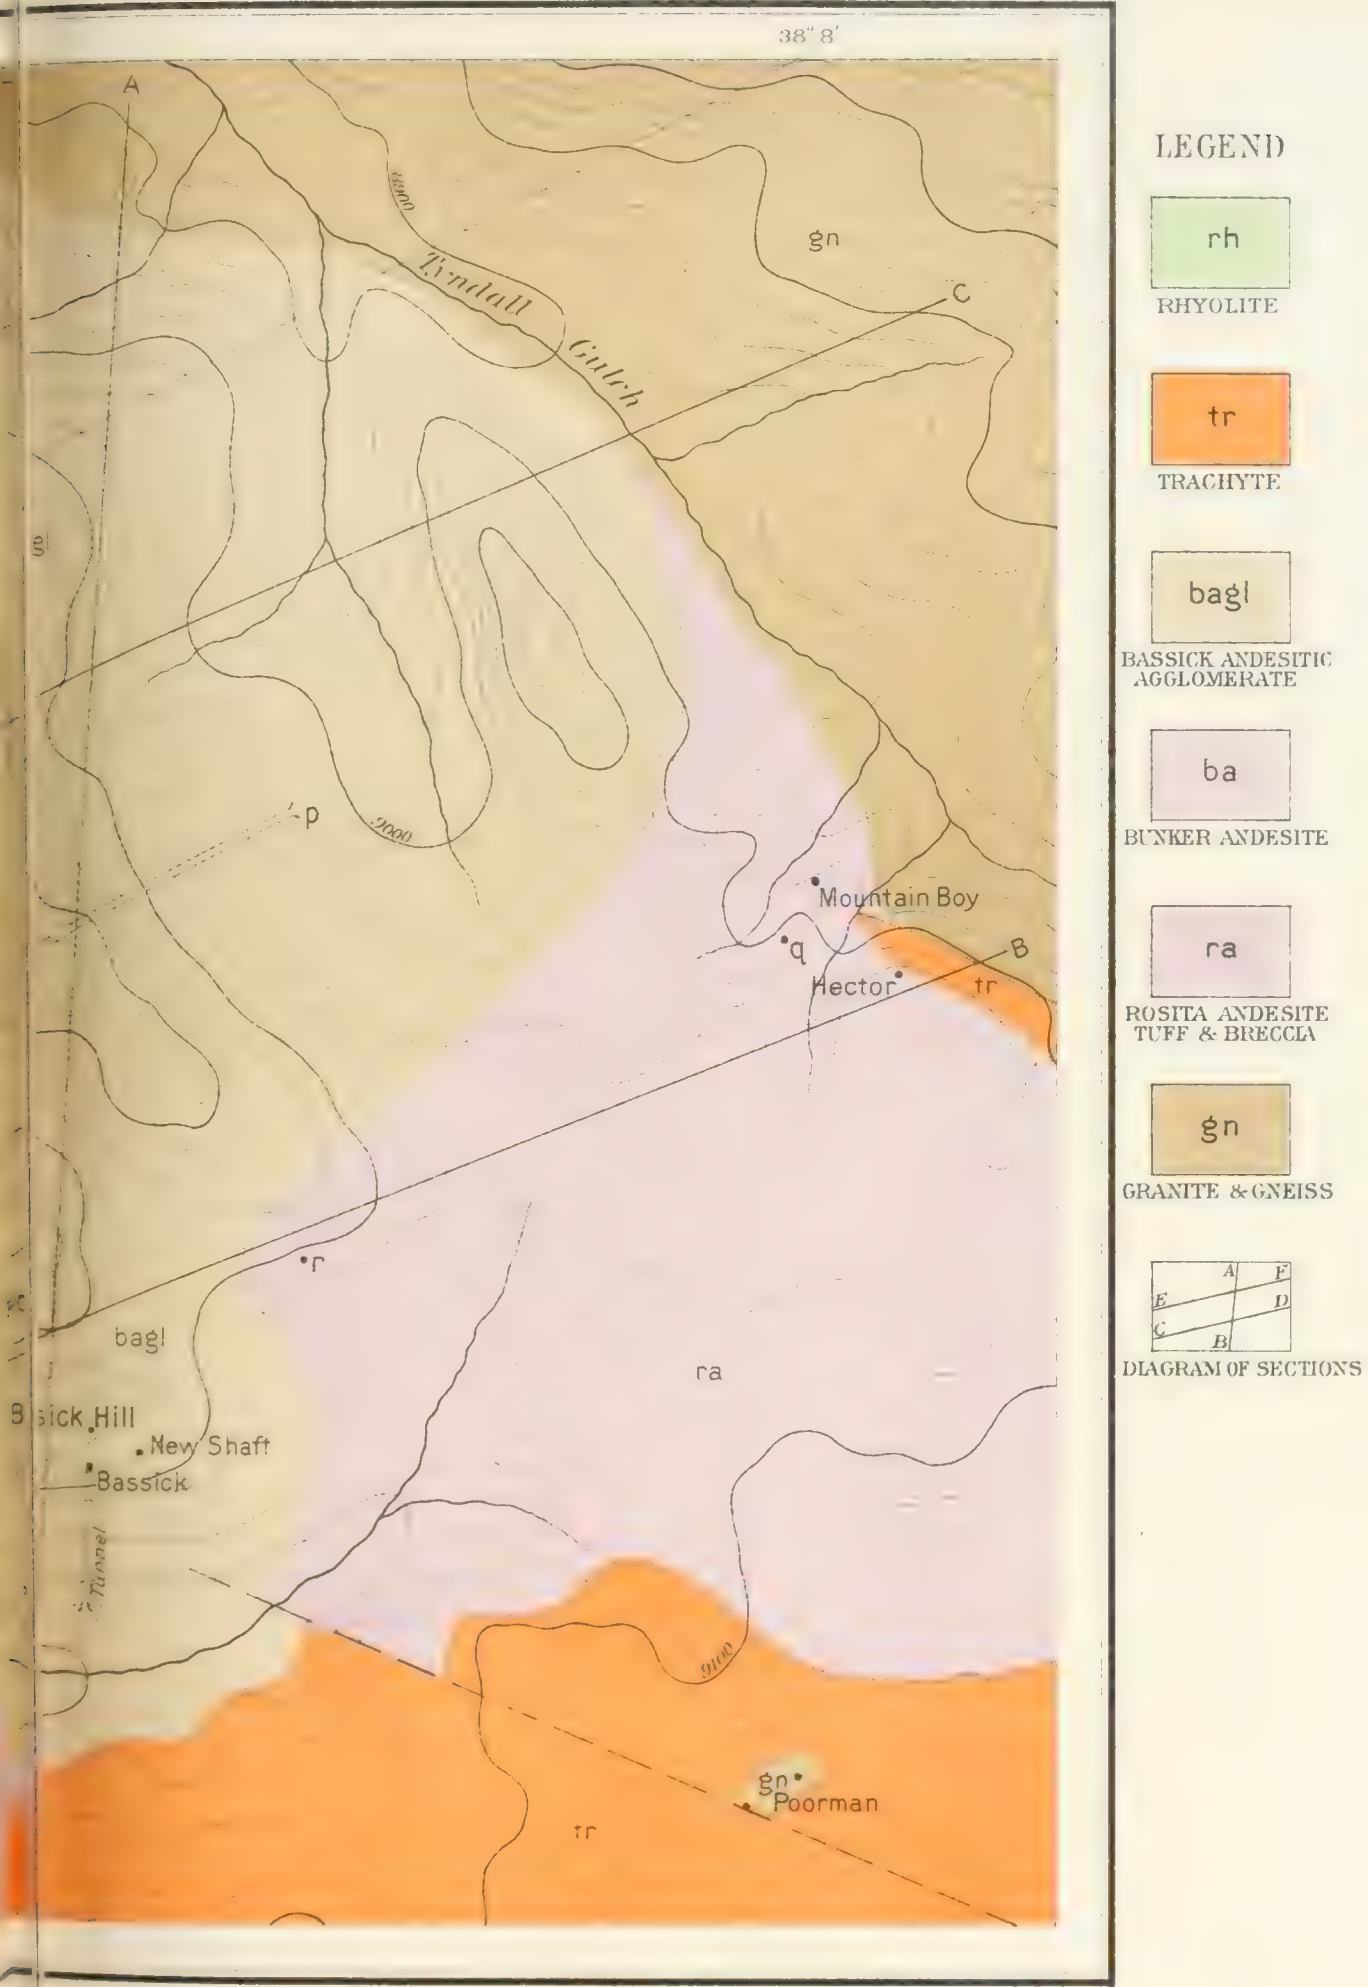 38° 8'
A
8900
gn
Tyndall
Gulch
C
p
9000
Mountain Boy
q
B
Hector
tr
r
bagl
sick Hill
New Shaft
Bassick
ra
Tunnel
9100
gn
Poorman
tr
LEGEND
rh
RHYOLITE
tr
TRACHYTE
bagl
BASSICK ANDESITIC
AGGLOMERATE
ba
BUNKER ANDESITE
ra
ROSITA ANDESITE
TUFF & BRECCIA
gn
GRANITE & GNEISS
A F
E D
C B
DIAGRAM OF SECTIONS